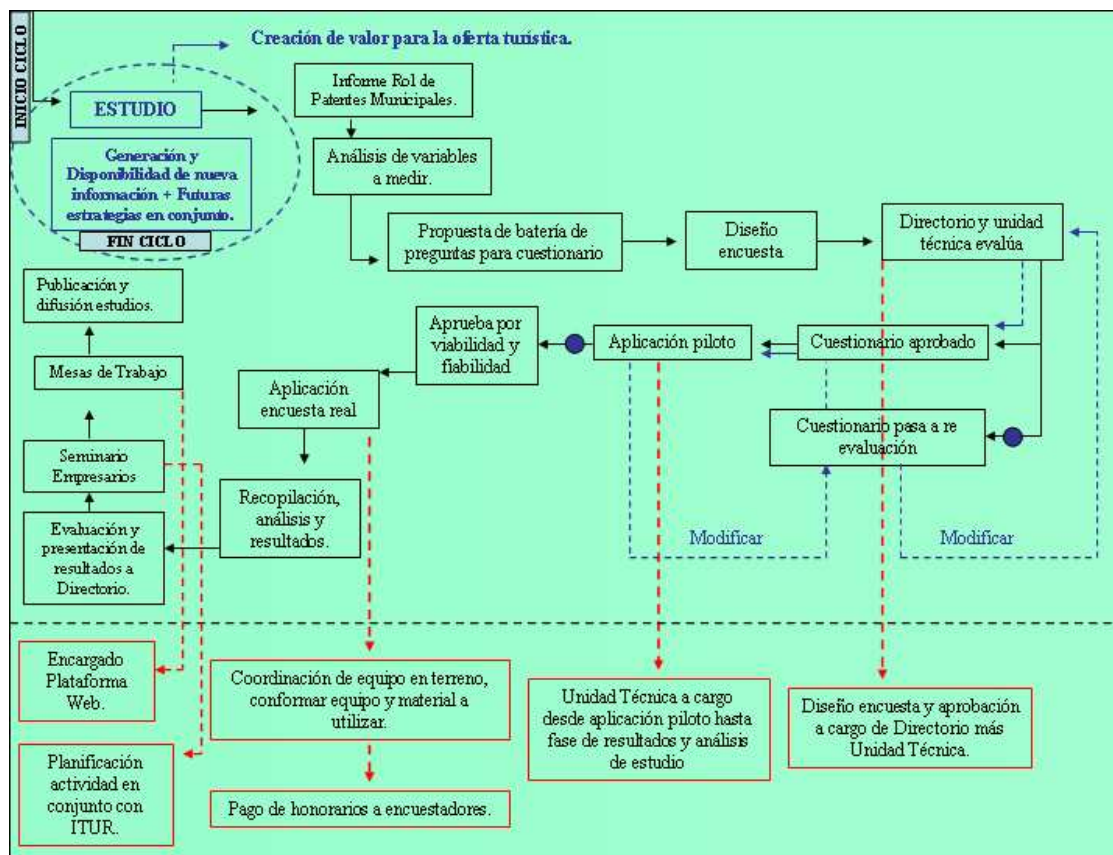 INICIO CICLO
Creación de valor para la oferta turística.
ESTUDIO
Generación y
Disponibilidad de nueva
información + Futuras
estrategias en conjunto.
FIN CICLO
Informe Rol de
Patentes Municipales.
Análisis de variables
a medir.
Propuesta de batería de
preguntas para cuestionario
Diseño
encuesta
Directorio y unidad
técnica evalúa
Publicación y
difusión estudios.
Mesas de Trabajo
Seminario
Empresarios
Evaluación y
presentación de
resultados a
Directorio.
Aprueba por
viabilidad y
fiabilidad
Aplicación piloto
Cuestionario aprobado
Aplicación
encuesta real
Cuestionario pasa a re
evaluación
Recopilación,
análisis y
resultados.
Modificar
Modificar
Encargado
Plataforma
Web.
Planificación
actividad en
conjunto con
ITUR.
Coordinación de equipo en terreno,
conformar equipo y material a
utilizar.
Pago de honorarios a encuestadores.
Unidad Técnica a cargo
desde aplicación piloto hasta
fase de resultados y análisis
de estudio
Diseño encuesta y aprobación
a cargo de Directorio más
Unidad Técnica.